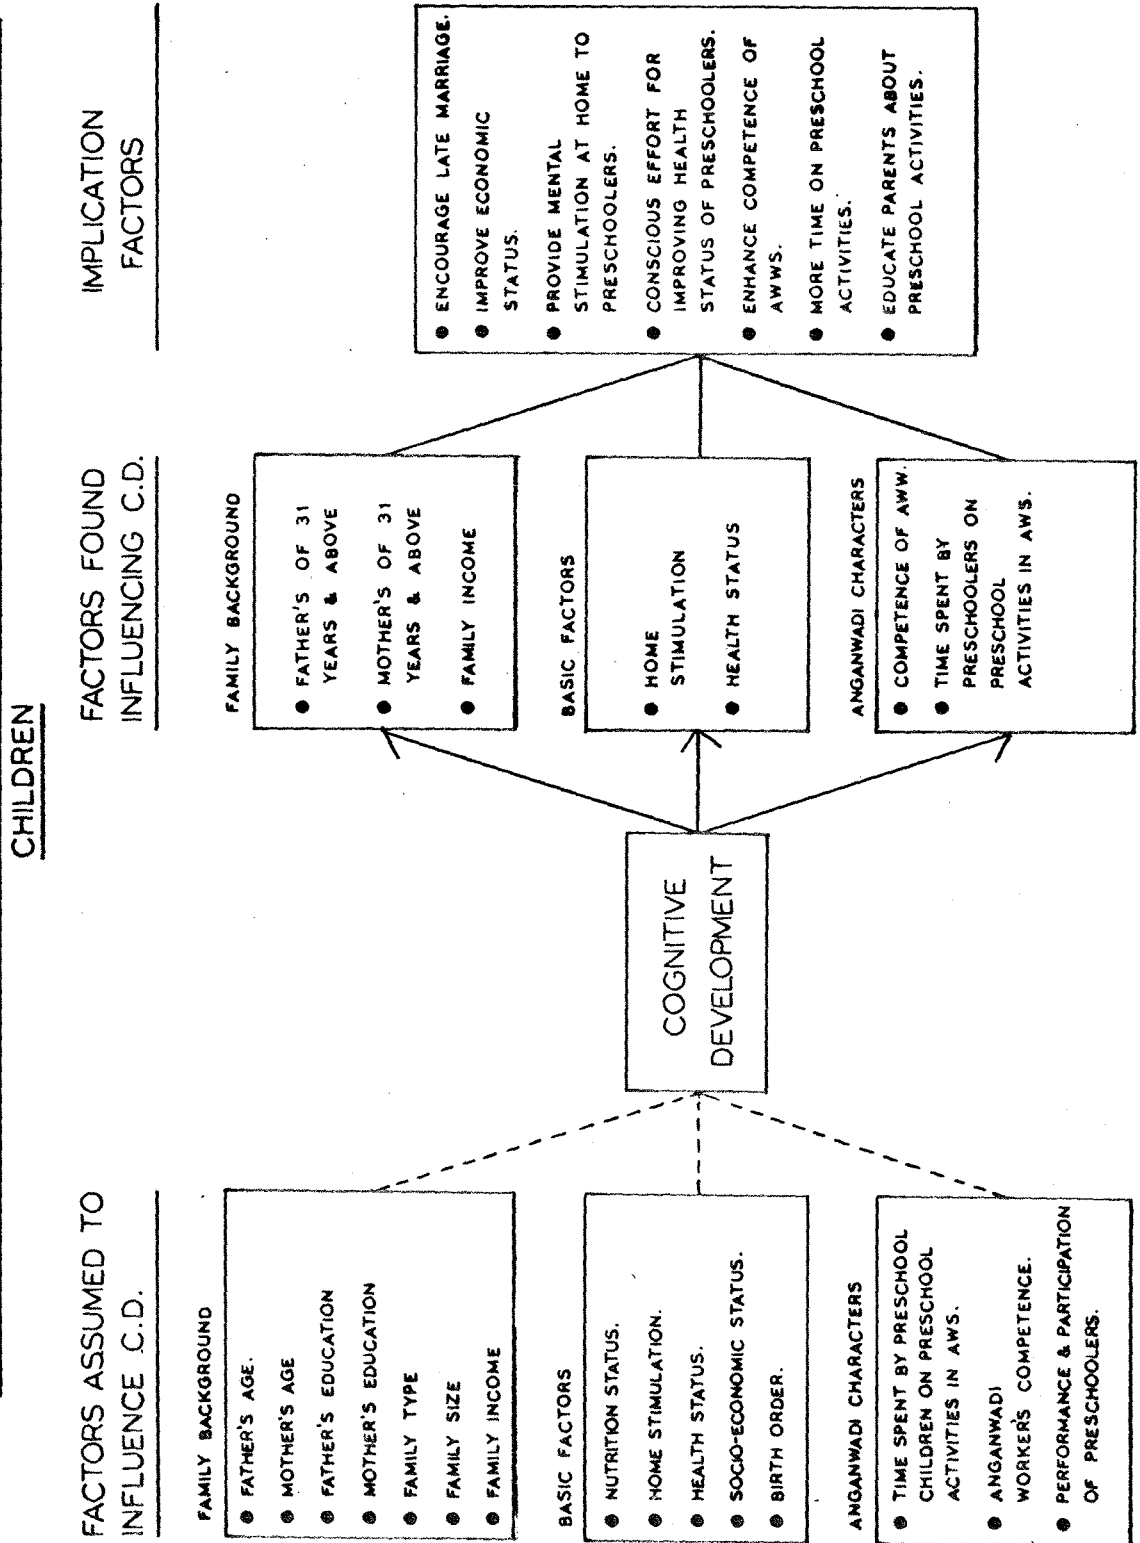 CHILDREN
FACTORS ASSUMED TO
INFLUENCE C.D.
FAMILY BACKGROUND
● FATHER'S AGE.
● MOTHER'S AGE
● FATHER'S EDUCATION
● MOTHER'S EDUCATION
● FAMILY TYPE
● FAMILY SIZE
● FAMILY INCOME
BASIC FACTORS
● NUTRITION STATUS.
● HOME STIMULATION.
● HEALTH STATUS.
● SOCIO-ECONOMIC STATUS.
● BIRTH ORDER.
ANGANWADI CHARACTERS
● TIME SPENT BY PRESCHOOL
CHILDREN ON PRESCHOOL
ACTIVITIES IN AWS.
● ANGANWADI
WORKER'S COMPETENCE.
● PERFORMANCE & PARTICIPATION
OF PRESCHOOLERS.
COGNITIVE
DEVELOPMENT
FACTORS FOUND
INFLUENCING C.D.
FAMILY BACKGROUND
● FATHER'S OF 31
YEARS & ABOVE
● MOTHER'S OF 31
YEARS & ABOVE
● FAMILY INCOME
BASIC FACTORS
● HOME
STIMULATION
● HEALTH STATUS
ANGANWADI CHARACTERS
● COMPETENCE OF AWW.
● TIME SPENT BY
PRESCHOOLERS ON
PRESCHOOL
ACTIVITIES IN AWS.
IMPLICATION
FACTORS
● ENCOURAGE LATE MARRIAGE.
● IMPROVE ECONOMIC
STATUS.
● PROVIDE MENTAL
STIMULATION AT HOME TO
PRESCHOOLERS.
● CONSCIOUS EFFORT FOR
IMPROVING HEALTH
STATUS OF PRESCHOOLERS.
● ENHANCE COMPETENCE OF
AWWS.
● MORE TIME ON PRESCHOOL
ACTIVITIES.
● EDUCATE PARENTS ABOUT
PRESCHOOL ACTIVITIES.